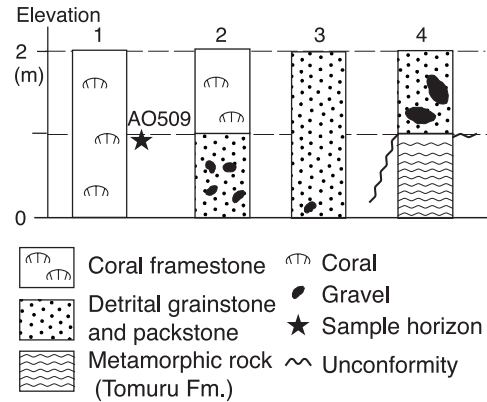 Elevation
1 2 3 4
2
(m)
AO509
0
Coral framestone
Coral
Detrital grainstone
and packstone
Gravel
Sample horizon
Metamorphic rock
(Tomuru Fm.)
Unconformity